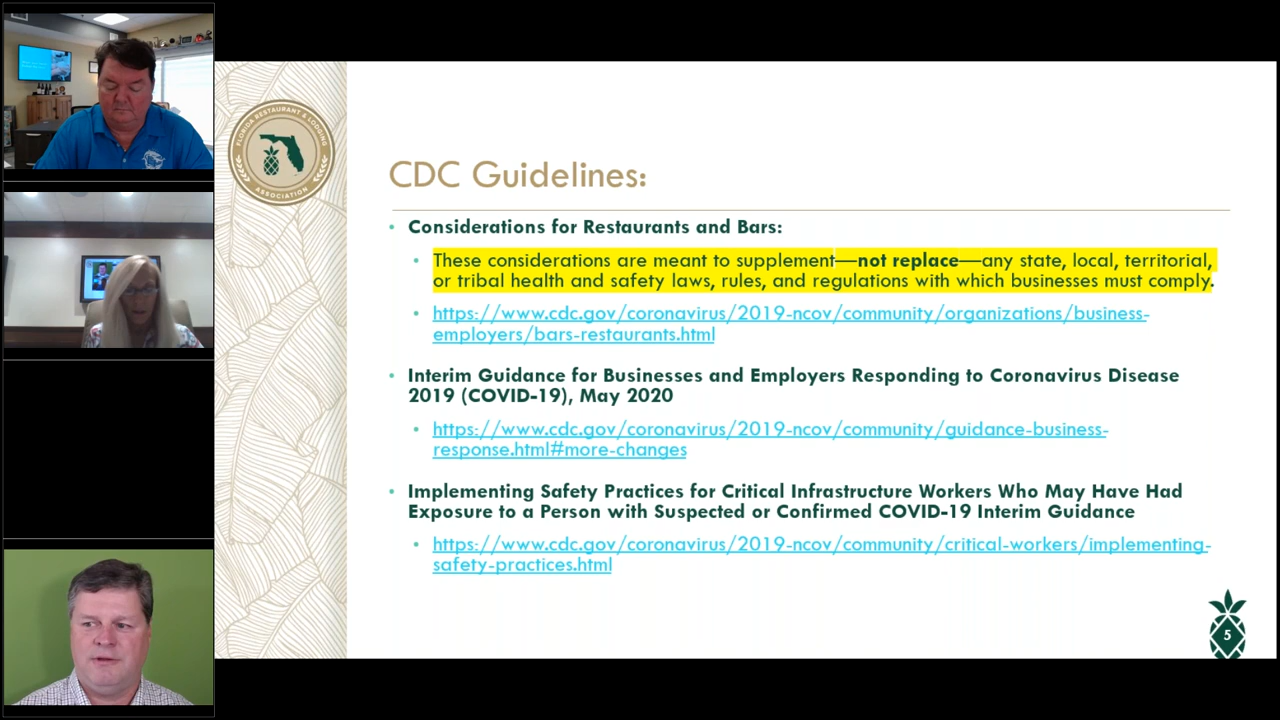 FLORIDA RESTAURANT & LODGING
ASSOCIATION
CDC Guidelines:
• Considerations for Restaurants and Bars:
• These considerations are meant to supplement—not replace—any state, local, territorial,
or tribal health and safety laws, rules, and regulations with which businesses must comply.
• https://www.cdc.gov/coronavirus/2019-ncov/community/organizations/business-
employers/bars-restaurants.html
• Interim Guidance for Businesses and Employers Responding to Coronavirus Disease
2019 (COVID-19), May 2020
• https://www.cdc.gov/coronavirus/2019-ncov/community/guidance-business-
response.html#more-changes
• Implementing Safety Practices for Critical Infrastructure Workers Who May Have Had
Exposure to a Person with Suspected or Confirmed COVID-19 Interim Guidance
• https://www.cdc.gov/coronavirus/2019-ncov/community/critical-workers/implementing-
safety-practices.html
5